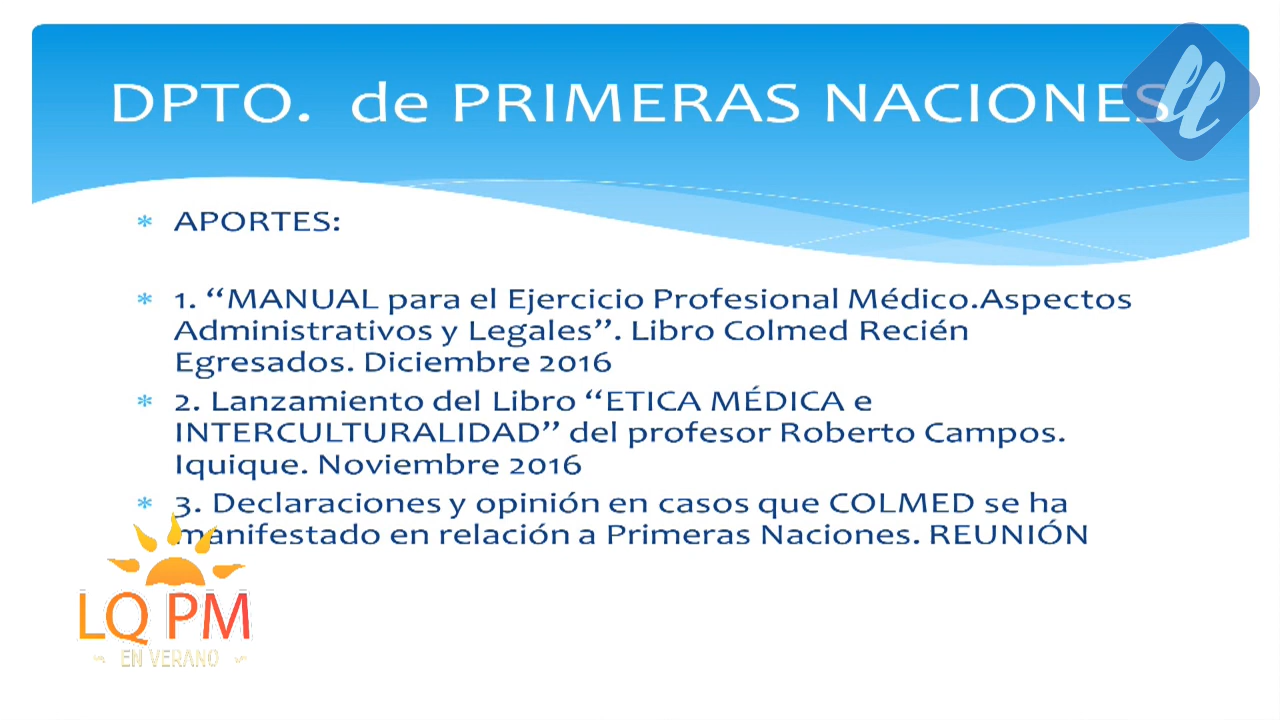 DPTO. de PRIMERAS NACIONES
* APORTES:
* 1. “MANUAL para el Ejercicio Profesional Médico.Aspectos
Administrativos y Legales”. Libro Colmed Recién
Egresados. Diciembre 2016
* 2. Lanzamiento del Libro “ETICA MÉDICA e
INTERCULTURALIDAD” del profesor Roberto Campos.
Iquique. Noviembre 2016
* 3. Declaraciones y opinión en casos que COLMED se ha
manifestado en relación a Primeras Naciones. REUNIÓN
LQ PM
EN VERANO
ll